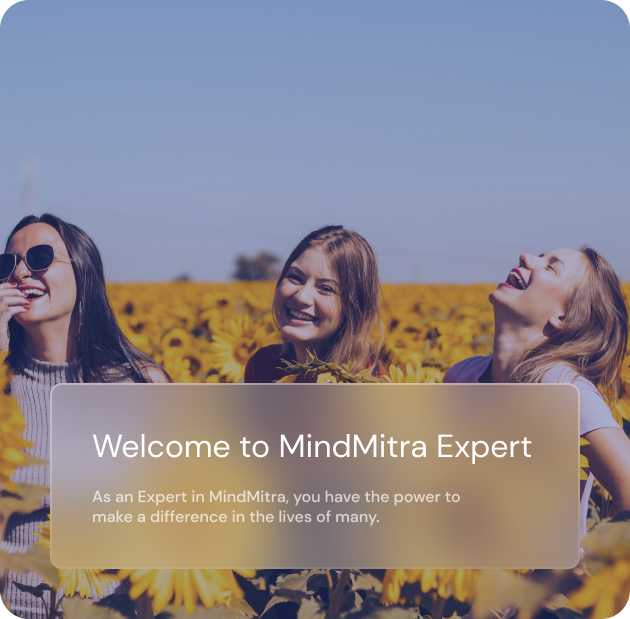 Welcome to MindMitra Expert
As an Expert in MindMitra, you have the power to
make a difference in the lives of many.